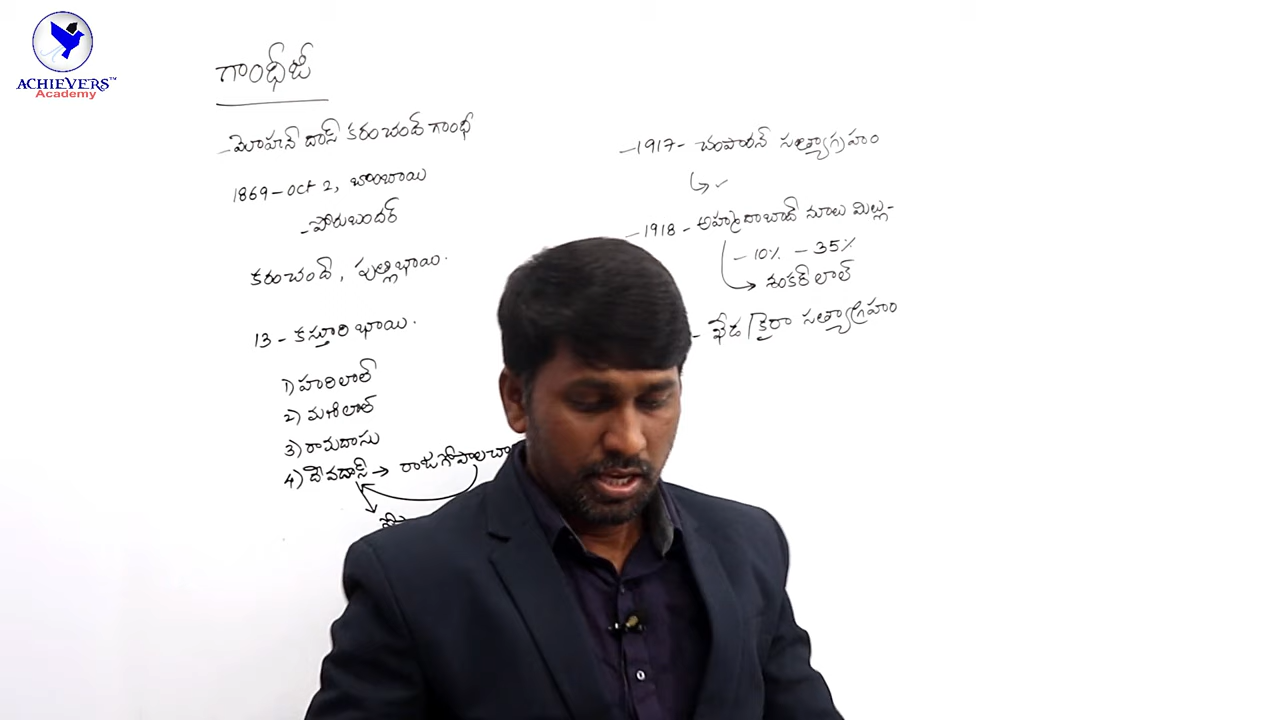 ACHIEVERS™
Academy
గాంధీజీ
- మోహన్ దాస్ కరంచంద్ గాంధీ
1869 - oct 2, బాంబాయి
- పోరుబందర్
కరంచంద్, పుత్లిభాయి.
13 - కస్తూరిభాయి.
1) హరిలాల్
2) మణిలాల్
3) రామదాసు
4) దేవదాస్ → రాజగోపాలచా
- 1917 - చంపారన్ సత్యాగ్రహం
- 1918 - అహ్మదాబాద్ నూలు మిల్లు -
- 10% - 35%
→ శంకర్ లాల్
- ఖేడ / కైరా సత్యాగ్రహం